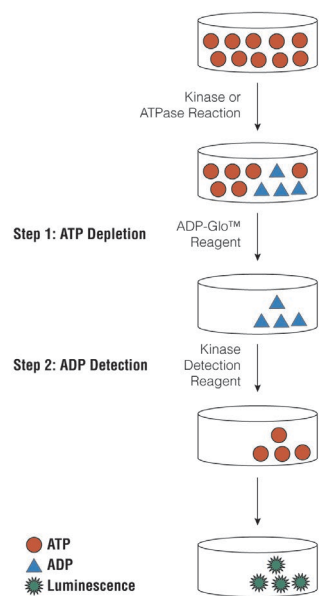 Kinase or
ATPase Reaction
Step 1: ATP Depletion
ADP-Glo™
Reagent
Step 2: ADP Detection
Kinase
Detection
Reagent
ATP
ADP
Luminescence